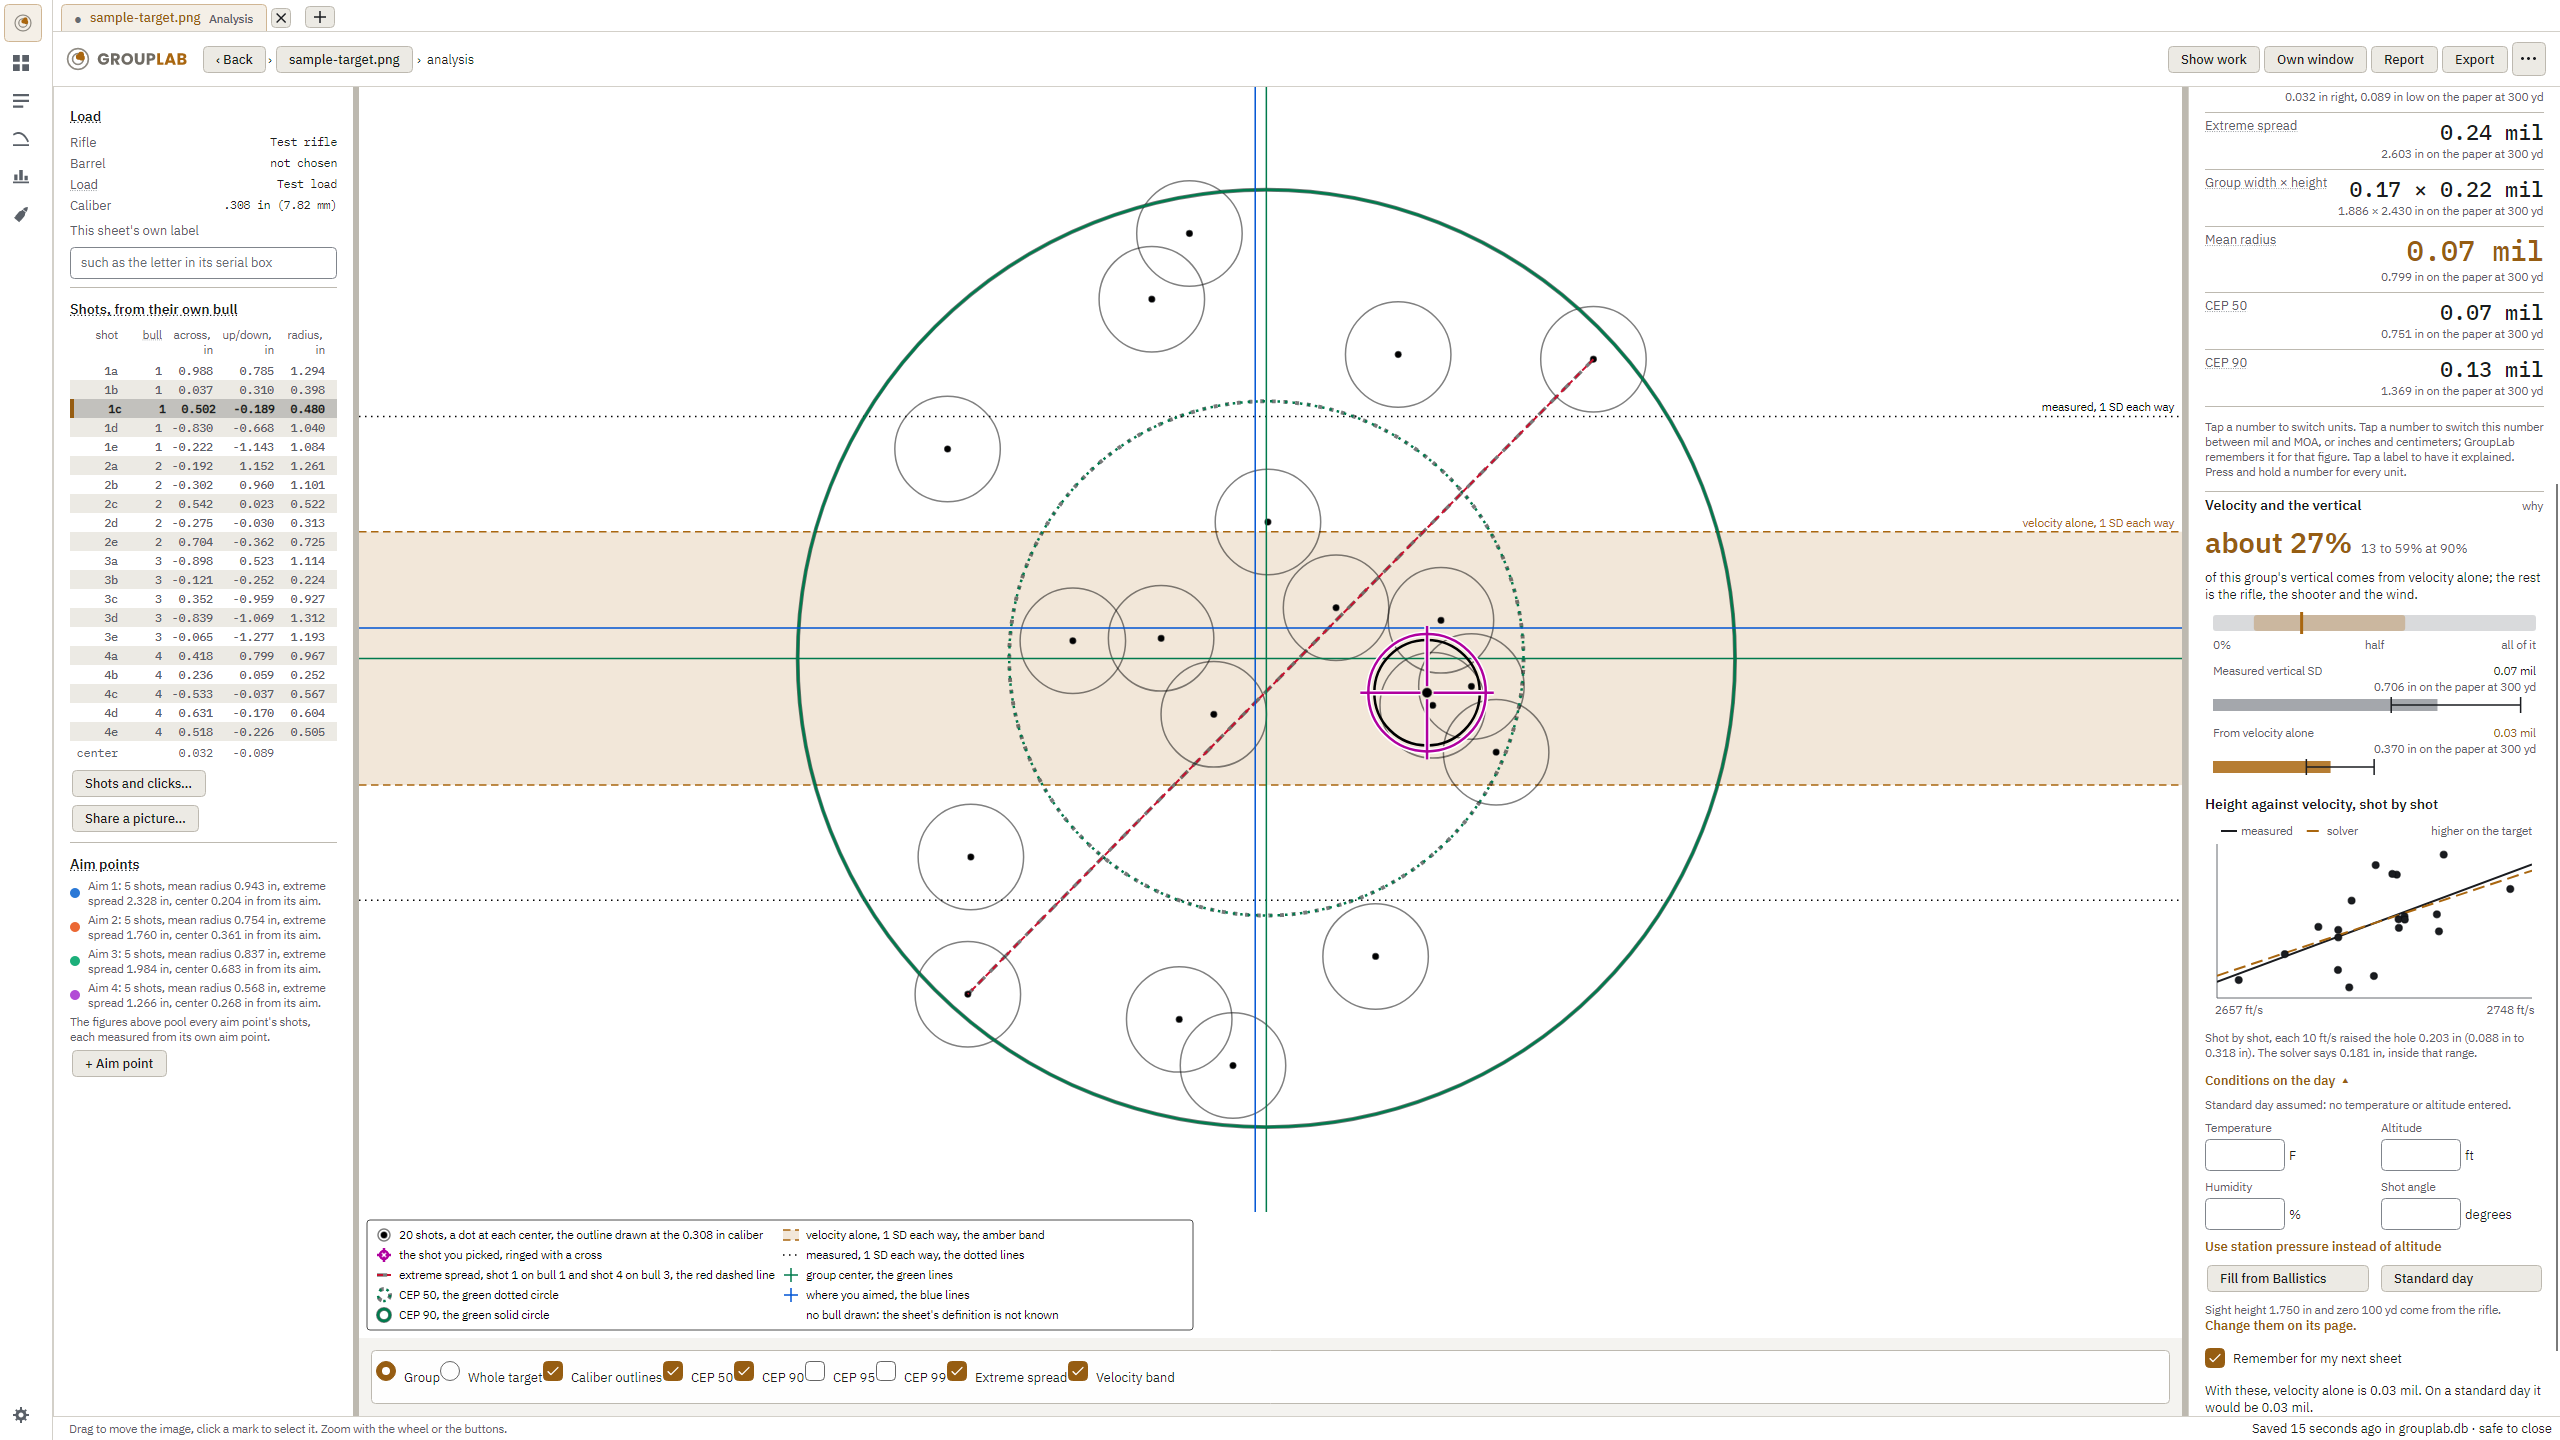 sample-target.png Analysis
GROUPLAB
‹ Back › sample-target.png › analysis
Show work
Own window
Report
Export
Load
Rifle Test rifle
Barrel not chosen
Load Test load
Caliber .308 in (7.82 mm)
This sheet's own label
such as the letter in its serial box
Shots, from their own bull
shot bull across, in up/down, in radius, in
1a 1 0.988 0.785 1.294
1b 1 0.037 0.310 0.398
1c 1 0.502 -0.189 0.480
1d 1 -0.830 -0.668 1.040
1e 1 -0.222 -1.143 1.084
2a 2 -0.192 1.152 1.261
2b 2 -0.302 0.960 1.101
2c 2 0.542 0.023 0.522
2d 2 -0.275 -0.030 0.313
2e 2 0.704 -0.362 0.725
3a 3 -0.898 0.523 1.114
3b 3 -0.121 -0.252 0.224
3c 3 0.352 -0.959 0.927
3d 3 -0.839 -1.069 1.312
3e 3 -0.065 -1.277 1.193
4a 4 0.418 0.799 0.967
4b 4 0.236 0.059 0.252
4c 4 -0.533 -0.037 0.567
4d 4 0.631 -0.170 0.604
4e 4 0.518 -0.226 0.505
center 0.032 -0.089
Shots and clicks...
Share a picture...
Aim points
Aim 1: 5 shots, mean radius 0.943 in, extreme
spread 2.328 in, center 0.204 in from its aim.
Aim 2: 5 shots, mean radius 0.754 in, extreme
spread 1.760 in, center 0.361 in from its aim.
Aim 3: 5 shots, mean radius 0.837 in, extreme
spread 1.984 in, center 0.683 in from its aim.
Aim 4: 5 shots, mean radius 0.568 in, extreme
spread 1.266 in, center 0.268 in from its aim.
The figures above pool every aim point's shots,
each measured from its own aim point.
+ Aim point
measured, 1 SD each way
velocity alone, 1 SD each way
20 shots, a dot at each center, the outline drawn at the 0.308 in caliber
the shot you picked, ringed with a cross
extreme spread, shot 1 on bull 1 and shot 4 on bull 3, the red dashed line
CEP 50, the green dotted circle
CEP 90, the green solid circle
velocity alone, 1 SD each way, the amber band
measured, 1 SD each way, the dotted lines
group center, the green lines
where you aimed, the blue lines
no bull drawn: the sheet's definition is not known
Group Whole target Caliber outlines CEP 50 CEP 90 CEP 95 CEP 99 Extreme spread Velocity band
0.032 in right, 0.089 in low on the paper at 300 yd
Extreme spread 0.24 mil
2.603 in on the paper at 300 yd
Group width × height 0.17 × 0.22 mil
1.886 × 2.430 in on the paper at 300 yd
Mean radius 0.07 mil
0.799 in on the paper at 300 yd
CEP 50 0.07 mil
0.751 in on the paper at 300 yd
CEP 90 0.13 mil
1.369 in on the paper at 300 yd
Tap a number to switch units. Tap a number to switch this number
between mil and MOA, or inches and centimeters; GroupLab
remembers it for that figure. Tap a label to have it explained.
Press and hold a number for every unit.
Velocity and the vertical why
about 27% 13 to 59% at 90%
of this group's vertical comes from velocity alone; the rest
is the rifle, the shooter and the wind.
0% half all of it
Measured vertical SD 0.07 mil
0.706 in on the paper at 300 yd
From velocity alone 0.03 mil
0.370 in on the paper at 300 yd
Height against velocity, shot by shot
measured solver higher on the target
2657 ft/s 2748 ft/s
Shot by shot, each 10 ft/s raised the hole 0.203 in (0.088 in to
0.318 in). The solver says 0.181 in, inside that range.
Conditions on the day ▲
Standard day assumed: no temperature or altitude entered.
Temperature Altitude
F ft
Humidity Shot angle
% degrees
Use station pressure instead of altitude
Fill from Ballistics
Standard day
Sight height 1.750 in and zero 100 yd come from the rifle.
Change them on its page.
Remember for my next sheet
With these, velocity alone is 0.03 mil. On a standard day it
would be 0.03 mil.
Drag to move the image, click a mark to select it. Zoom with the wheel or the buttons.
Saved 15 seconds ago in grouplab.db · safe to close